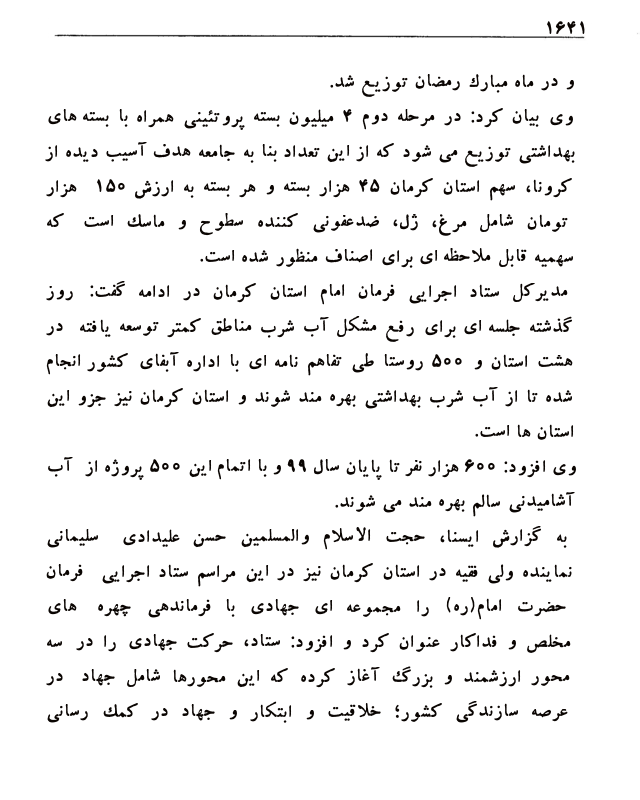 ۱۶۴۱
و در ماه مبارك رمضان توزیع شد.
وی بیان کرد: در مرحله دوم ۴ میلیون بسته پروتئینی همراه با بسته های
بهداشتی توزیع می شود که از این تعداد بنا به جامعه هدف آسیب دیده از
کرونا، سهم استان کرمان ۴۵ هزار بسته و هر بسته به ارزش ۱۵۰ هزار
تومان شامل مرغ، ژل، ضدعفونی کننده سطوح و ماسك است که
سهمیه قابل ملاحظه ای برای اصناف منظور شده است.
مدیرکل ستاد اجرایی فرمان امام استان کرمان در ادامه گفت: روز
گذشته جلسه ای برای رفع مشکل آب شرب مناطق کمتر توسعه یافته در
هشت استان و ۵۰۰ روستا طی تفاهم نامه ای با اداره آبفای کشور انجام
شده تا از آب شرب بهداشتی بهره مند شوند و استان کرمان نیز جزو این
استان ها است.
وی افزود: ۶۰۰ هزار نفر تا پایان سال ۹۹ و با اتمام این ۵۰۰ پروژه از آب
آشامیدنی سالم بهره مند می شوند.
به گزارش ایسنا، حجت الاسلام والمسلمین حسن علیدادی سلیمانی
نماینده ولی فقیه در استان کرمان نیز در این مراسم ستاد اجرایی فرمان
حضرت امام(ره) را مجموعه ای جهادی با فرماندهی چهره های
مخلص و فداکار عنوان کرد و افزود: ستاد، حرکت جهادی را در سه
محور ارزشمند و بزرگ آغاز کرده که این محورها شامل جهاد در
عرصه سازندگی کشور؛ خلاقیت و ابتکار و جهاد در کمك رسانی